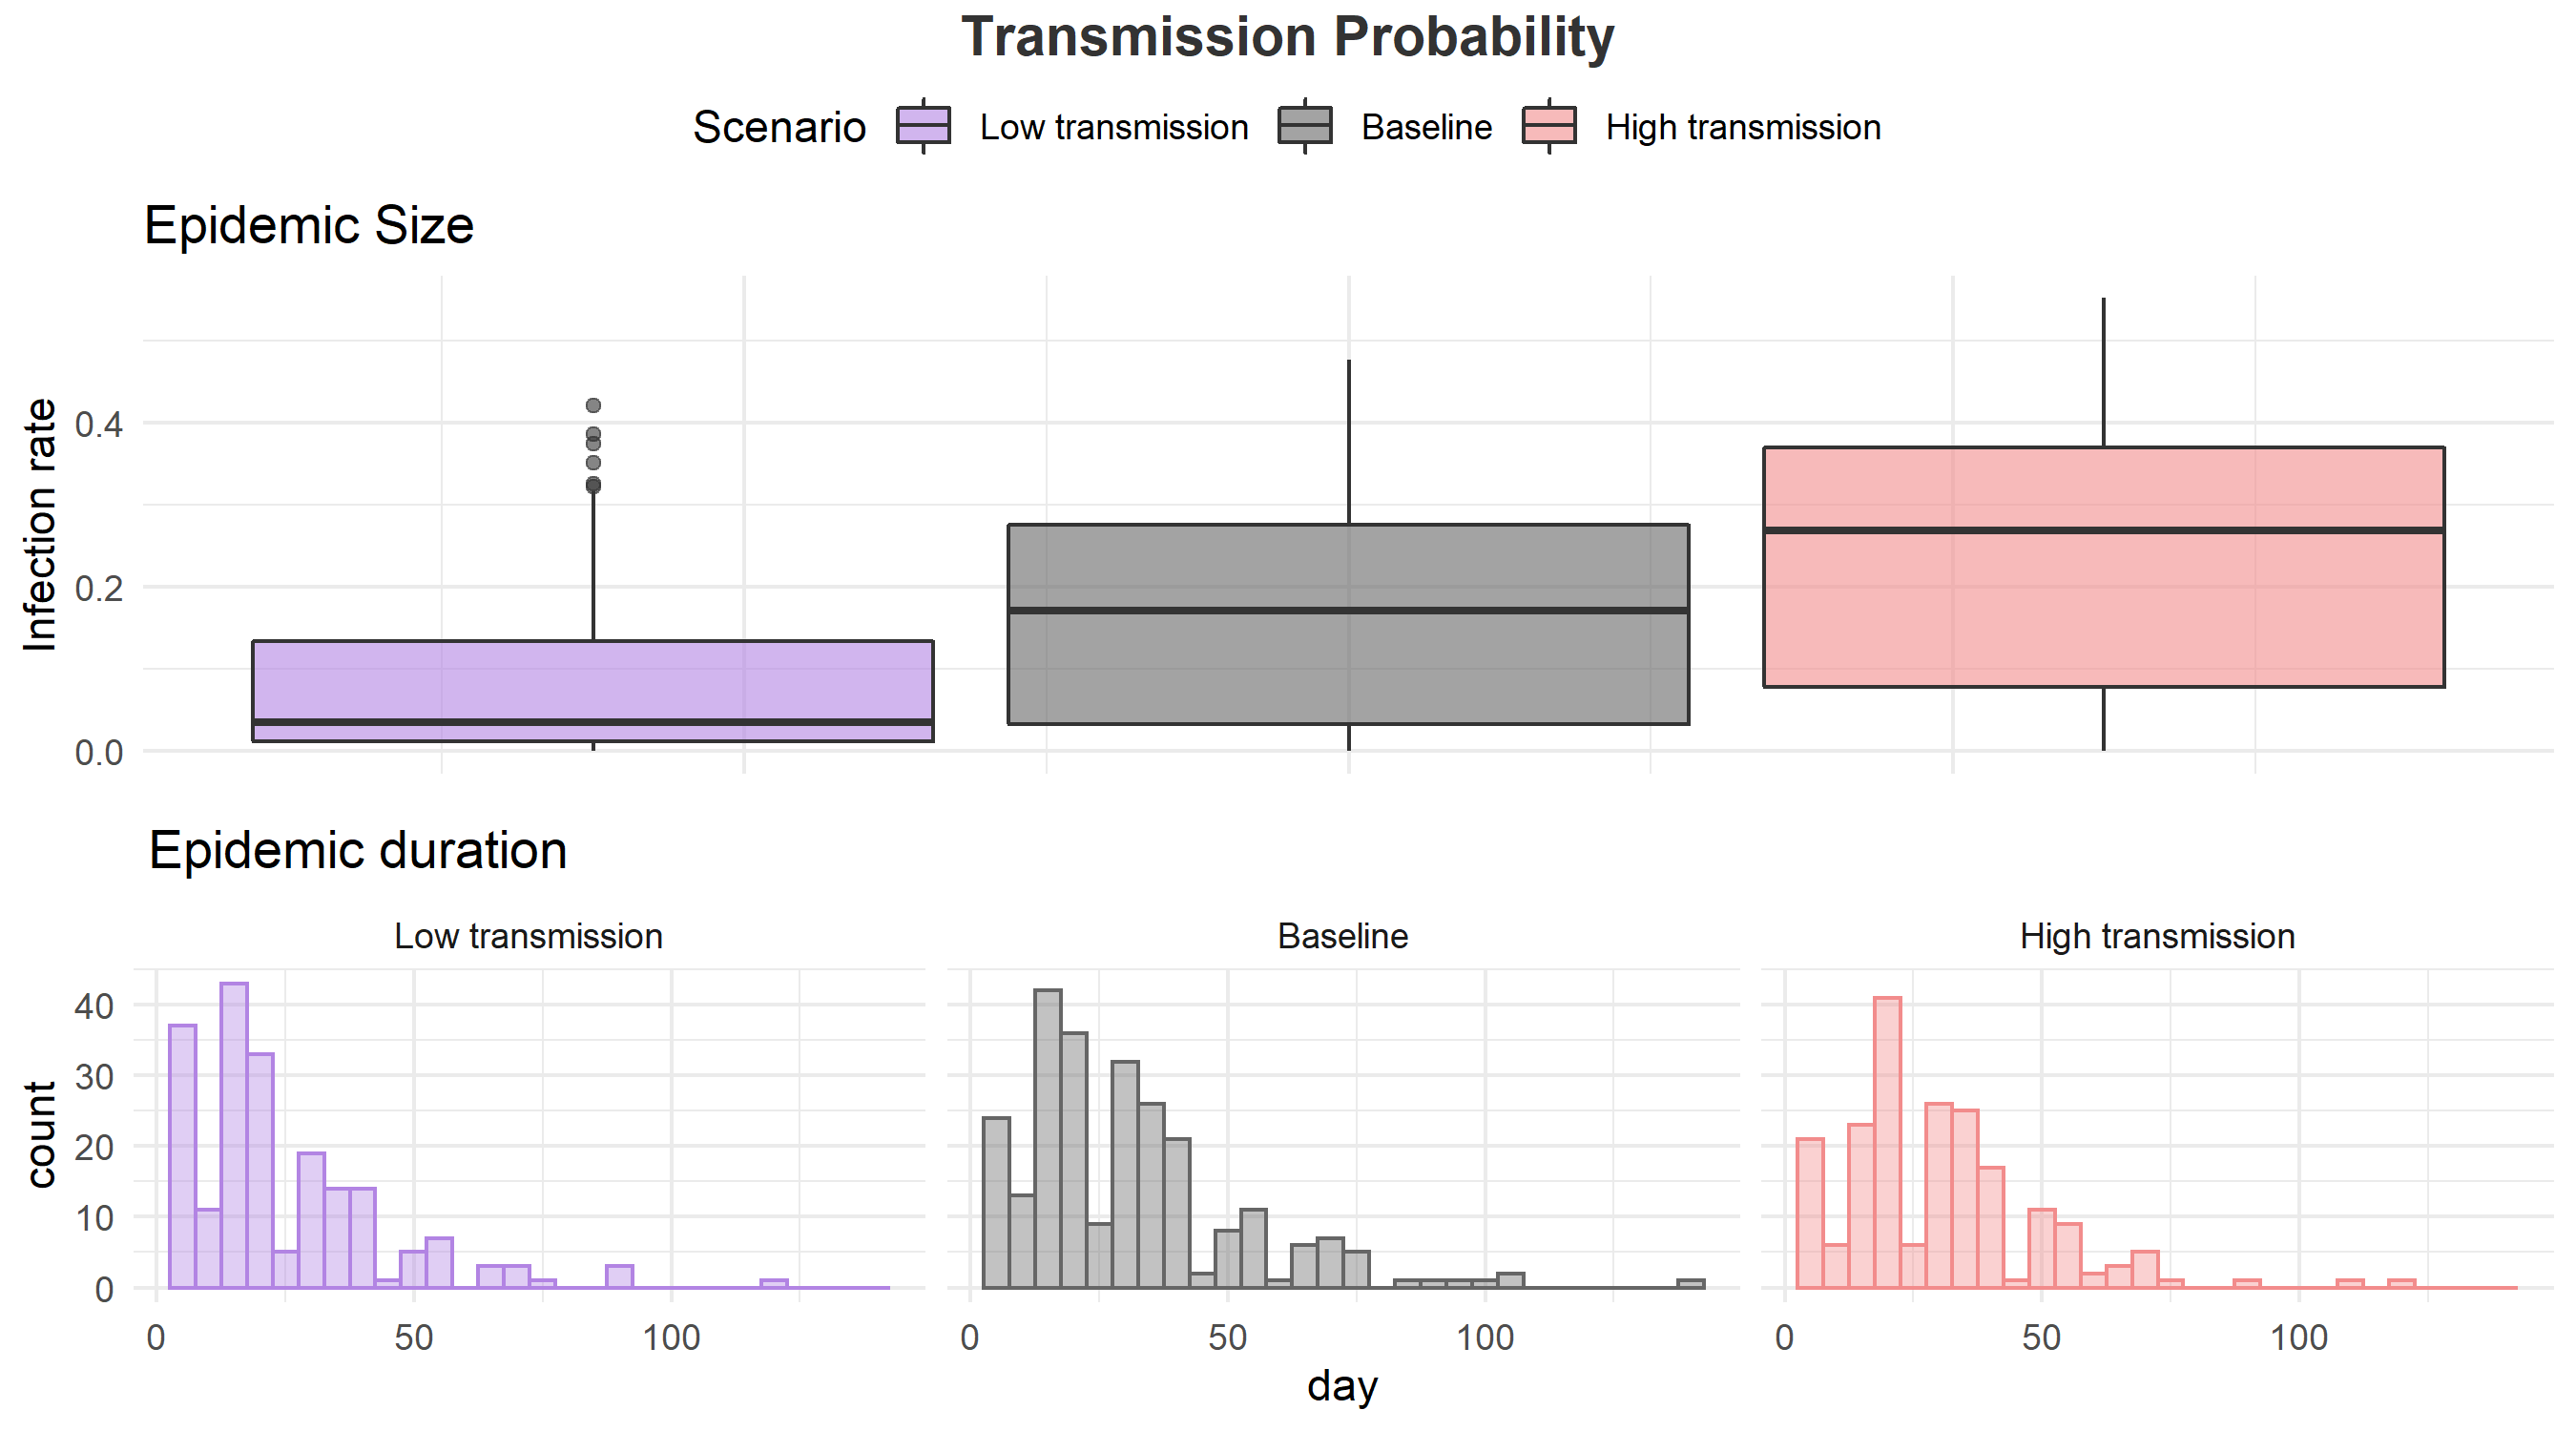 Transmission Probability
Scenario Low transmission Baseline High transmission
Epidemic Size
Infection rate
0.4
0.2
0.0
Epidemic duration
Low transmission Baseline High transmission
count
40
30
20
10
0
0 50 100 0 50 100 0 50 100
day